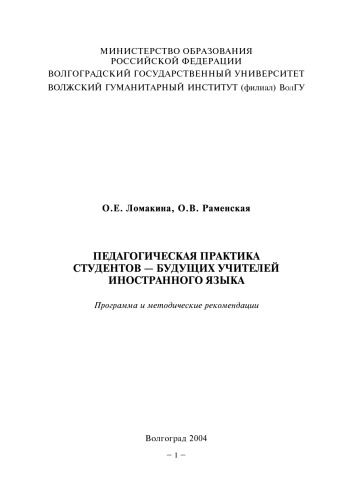 МИНИСТЕРСТВО ОБРАЗОВАНИЯ
РОССИЙСКОЙ ФЕДЕРАЦИИ
ВОЛГОГРАДСКИЙ ГОСУДАРСТВЕННЫЙ УНИВЕРСИТЕТ
ВОЛЖСКИЙ ГУМАНИТАРНЫЙ ИНСТИТУТ (филиал) ВолГУ
О.Е. Ломакина, О.В. Раменская
ПЕДАГОГИЧЕСКАЯ ПРАКТИКА
СТУДЕНТОВ — БУДУЩИХ УЧИТЕЛЕЙ
ИНОСТРАННОГО ЯЗЫКА
Программа и методические рекомендации
Волгоград 2004
– 1 –